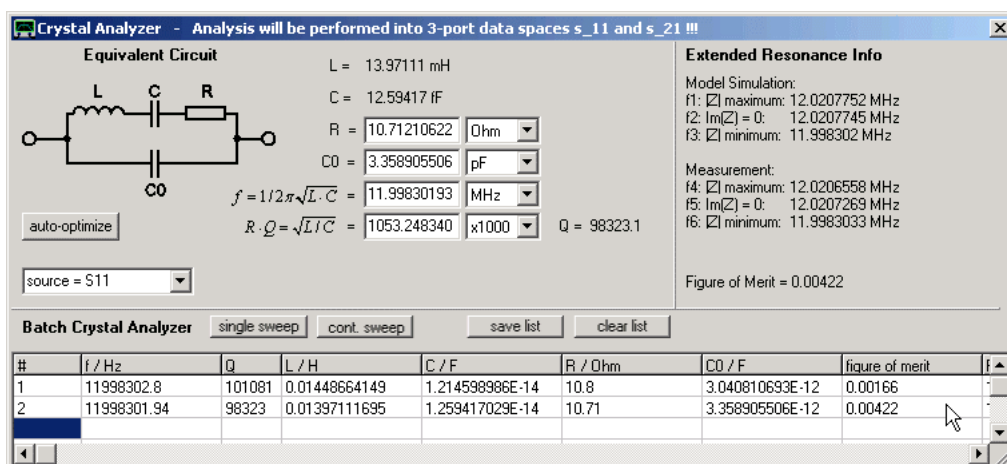 Crystal Analyzer - Analysis will be performed into 3-port data spaces s_11 and s_21 !!!
Equivalent Circuit
L
C
R
C0
L = 13.97111 mH
C = 12.59417 fF
R = 10.71210622 Ohm
C0 = 3.358905506 pF
f = 1/2π√L·C = 11.99830193 MHz
R·Q = √L/C = 1053.248340 x1000 Q = 98323.1
auto-optimize
source = S11
Extended Resonance Info
Model Simulation:
f1: |Z| maximum: 12.0207752 MHz
f2: Im(Z) = 0: 12.0207745 MHz
f3: |Z| minimum: 11.998302 MHz
Measurement:
f4: |Z| maximum: 12.0206558 MHz
f5: Im(Z) = 0: 12.0207269 MHz
f6: |Z| minimum: 11.9983033 MHz
Figure of Merit = 0.00422
Batch Crystal Analyzer single sweep cont. sweep save list clear list
# f / Hz Q L / H C / F R / Ohm C0 / F figure of merit
1 11998302.8 101081 0.01448664149 1.214598986E-14 10.8 3.040810693E-12 0.00166
2 11998301.94 98323 0.01397111695 1.259417029E-14 10.71 3.358905506E-12 0.00422